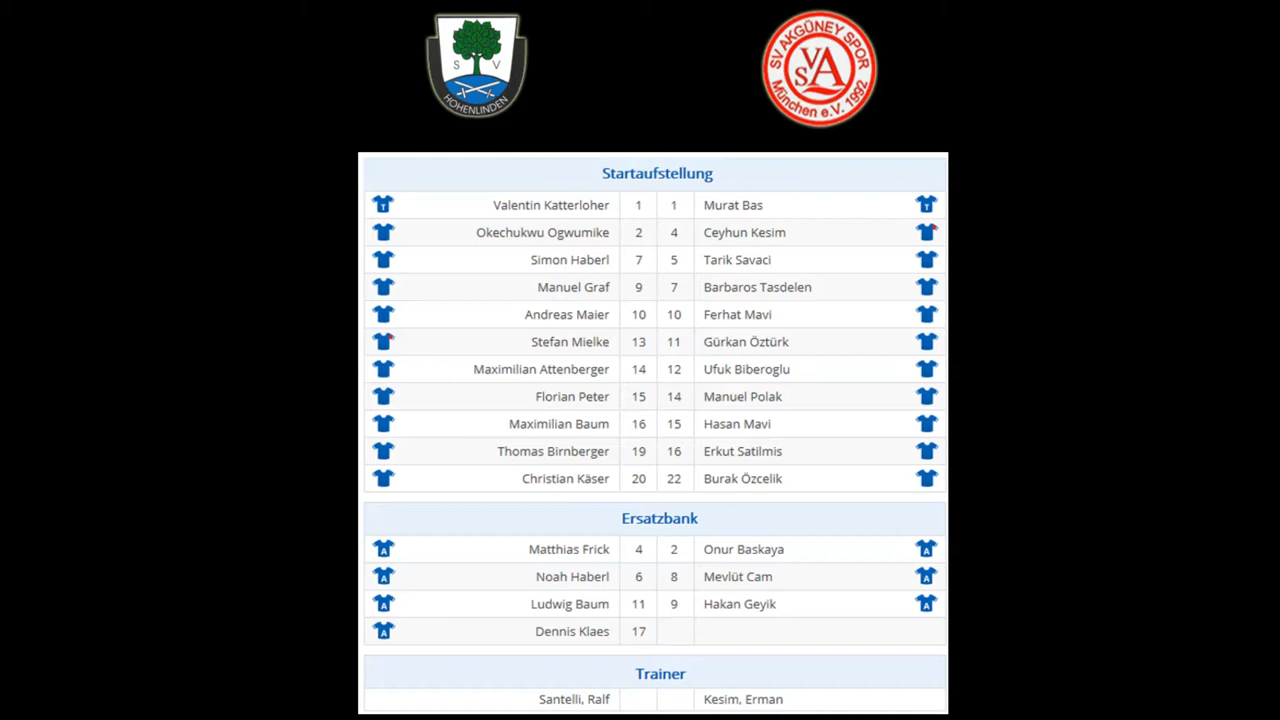 S V
HOHENLINDEN
SV AKGÜNEY SPOR
VSA
München e.V. 1992
Startaufstellung
T Valentin Katterloher 1 1 Murat Bas T
Okechukwu Ogwumike 2 4 Ceyhun Kesim
Simon Haberl 7 5 Tarik Savaci
Manuel Graf 9 7 Barbaros Tasdelen
Andreas Maier 10 10 Ferhat Mavi
Stefan Mielke 13 11 Gürkan Öztürk
Maximilian Attenberger 14 12 Ufuk Biberoglu
Florian Peter 15 14 Manuel Polak
Maximilian Baum 16 15 Hasan Mavi
Thomas Birnberger 19 16 Erkut Satilmis
Christian Käser 20 22 Burak Özcelik
Ersatzbank
A Matthias Frick 4 2 Onur Baskaya A
A Noah Haberl 6 8 Mevlüt Cam A
A Ludwig Baum 11 9 Hakan Geyik A
A Dennis Klaes 17
Trainer
Santelli, Ralf Kesim, Erman